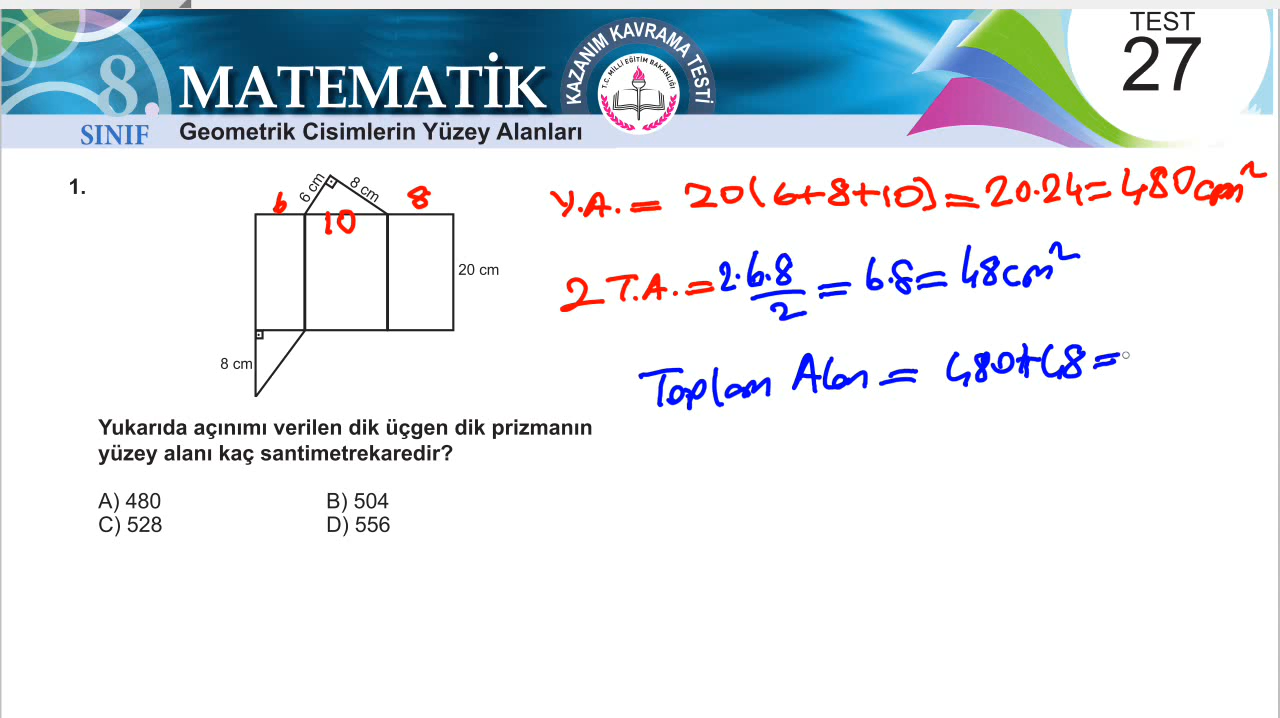 TEST
27
8.
SINIF
MATEMATİK
KAZANIM KAVRAMA TESTİ
T.C. MİLLÎ EĞİTİM BAKANLIĞI
Geometrik Cisimlerin Yüzey Alanları
1.
6 cm
8 cm
6
10
8
20 cm
8 cm
Y.A. = 20(6+8+10) = 20.24 = 480 cm²
2 T.A. = 2.6.8/2 = 6.8 = 48 cm²
Toplam Alan = 480+48 =
Yukarıda açınımı verilen dik üçgen dik prizmanın
yüzey alanı kaç santimetrekaredir?
A) 480 B) 504
C) 528 D) 556